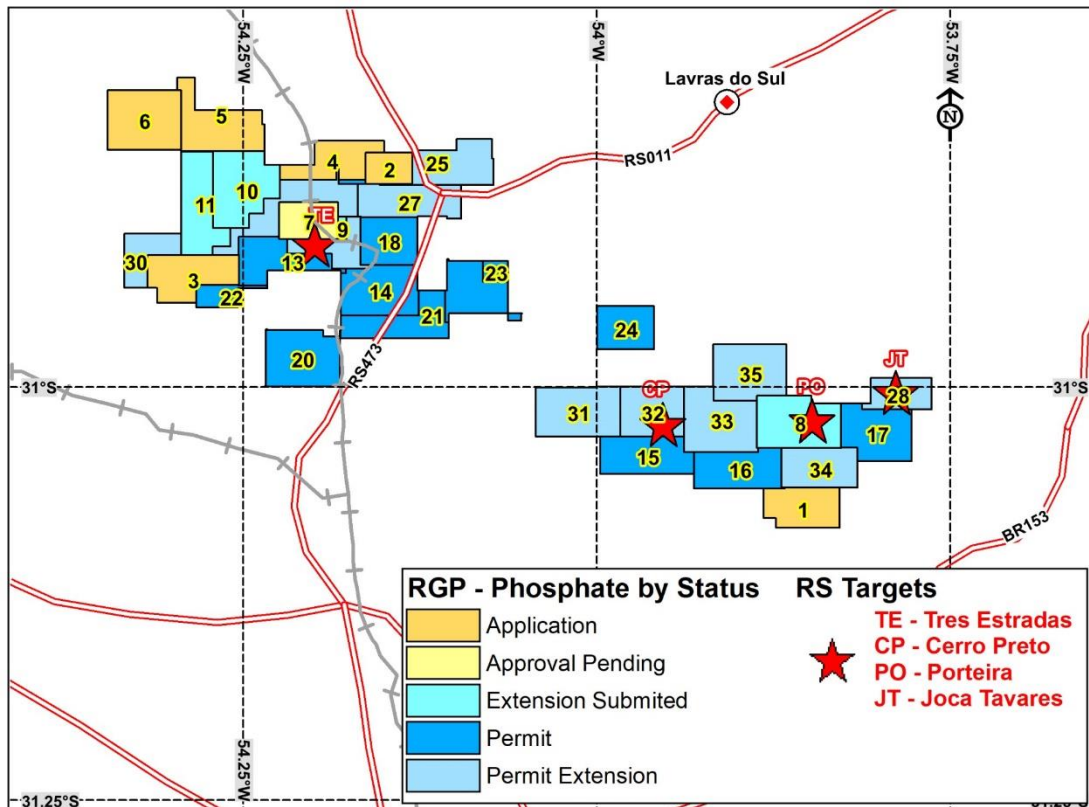 54.25°W
54°W
53.75°W
Lavras do Sul
N
RS011
6
5
4
2
25
11
10
27
7
TE
9
18
30
3
13
23
22
14
21
24
20
RS473
31°S
31°S
35
JT
CP
PO
28
31
32
33
8
17
15
16
34
1
BR153
RGP - Phosphate by Status
Application
Approval Pending
Extension Submited
Permit
Permit Extension
RS Targets
TE - Tres Estradas
CP - Cerro Preto
PO - Porteira
JT - Joca Tavares
54.25°W
31.25°S